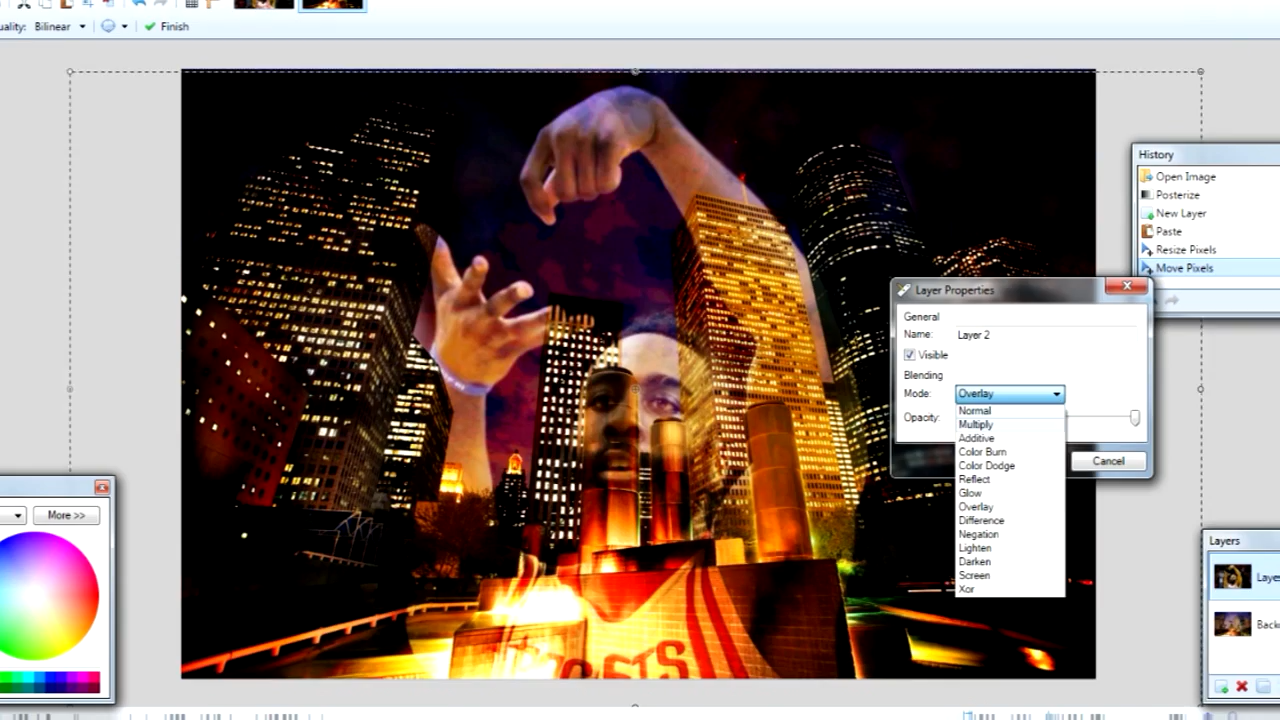 uality: Bilinear Finish
History
Open Image
Posterize
New Layer
Paste
Resize Pixels
Move Pixels
Layer Properties
General
Name: Layer 2
Visible
Blending
Mode: Overlay
Normal
Multiply
Additive
Color Burn
Color Dodge
Reflect
Glow
Overlay
Difference
Negation
Lighten
Darken
Screen
Xor
Opacity:
Cancel
More >>
Layers
Laye
Back